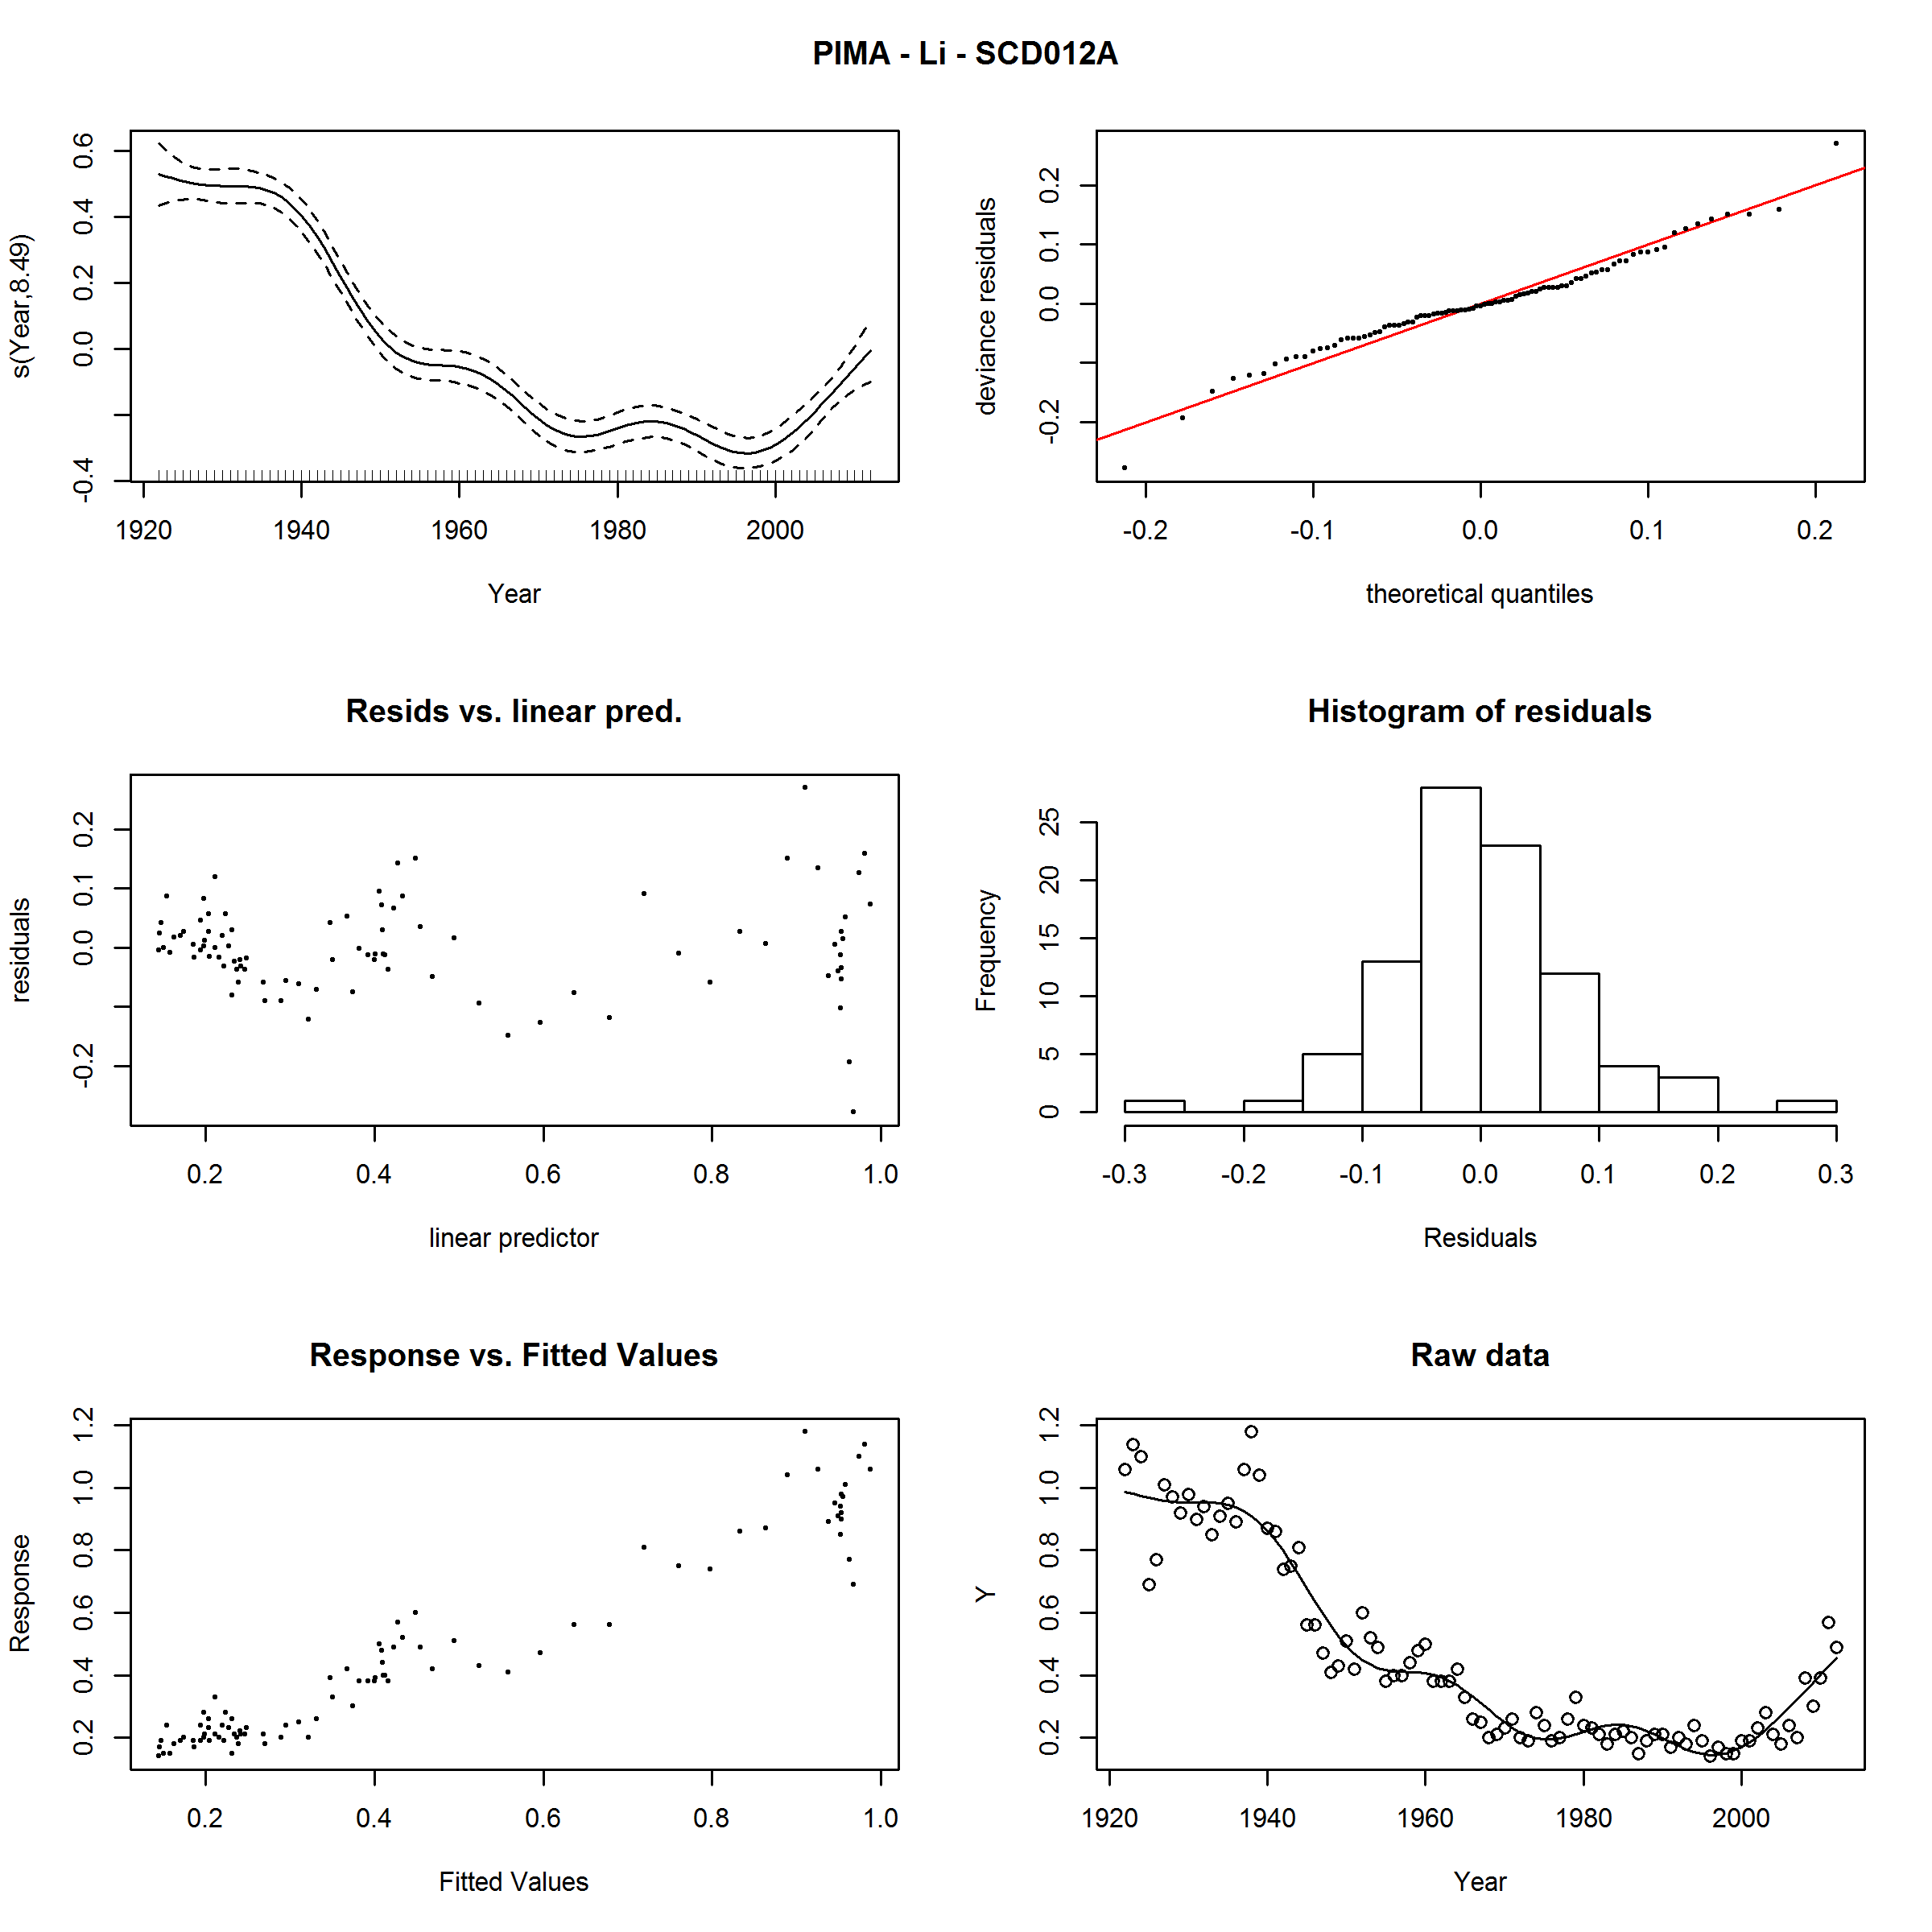 PIMA - Li - SCD012A
s(Year,8.49)
-0.4 0.0 0.2 0.4 0.6
1920 1940 1960 1980 2000
Year
deviance residuals
-0.2 0.0 0.1 0.2
-0.2 -0.1 0.0 0.1 0.2
theoretical quantiles
Resids vs. linear pred.
residuals
-0.2 0.0 0.1 0.2
0.2 0.4 0.6 0.8 1.0
linear predictor
Histogram of residuals
Frequency
0 5 10 15 20 25
-0.3 -0.2 -0.1 0.0 0.1 0.2 0.3
Residuals
Response vs. Fitted Values
Response
0.2 0.4 0.6 0.8 1.0 1.2
0.2 0.4 0.6 0.8 1.0
Fitted Values
Raw data
Y
0.2 0.4 0.6 0.8 1.0 1.2
1920 1940 1960 1980 2000
Year